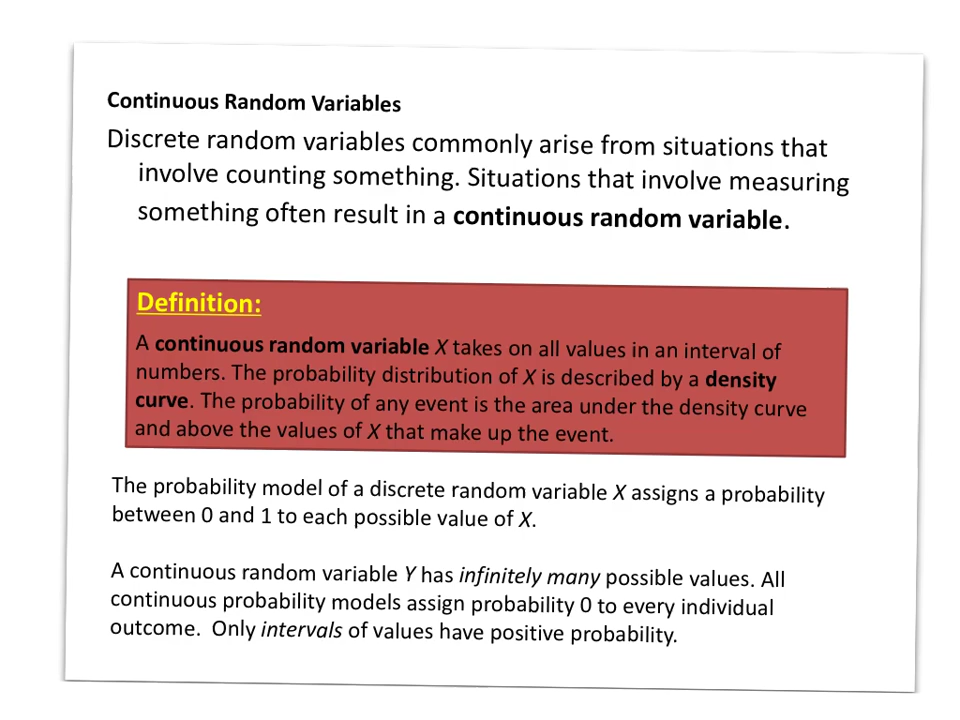 Continuous Random Variables
Discrete random variables commonly arise from situations that
involve counting something. Situations that involve measuring
something often result in a continuous random variable.
Definition:
A continuous random variable X takes on all values in an interval of
numbers. The probability distribution of X is described by a density
curve. The probability of any event is the area under the density curve
and above the values of X that make up the event.
The probability model of a discrete random variable X assigns a probability
between 0 and 1 to each possible value of X.
A continuous random variable Y has infinitely many possible values. All
continuous probability models assign probability 0 to every individual
outcome.  Only intervals of values have positive probability.